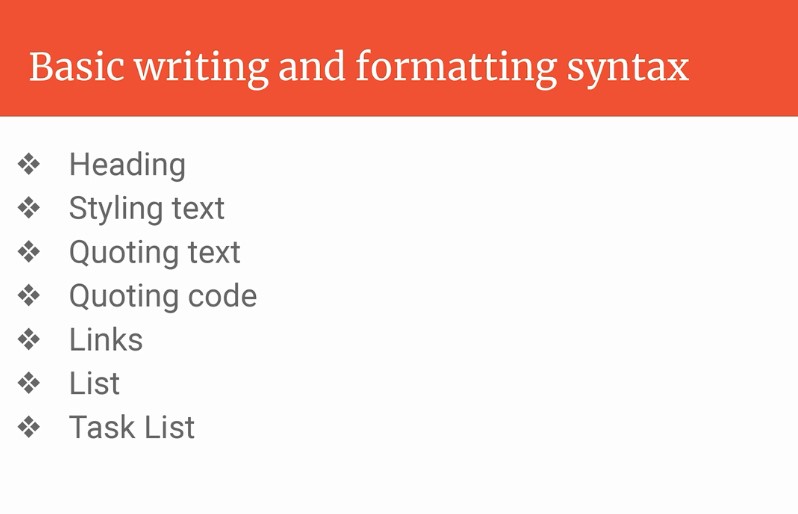 Basic writing and formatting syntax
❖ Heading
❖ Styling text
❖ Quoting text
❖ Quoting code
❖ Links
❖ List
❖ Task List